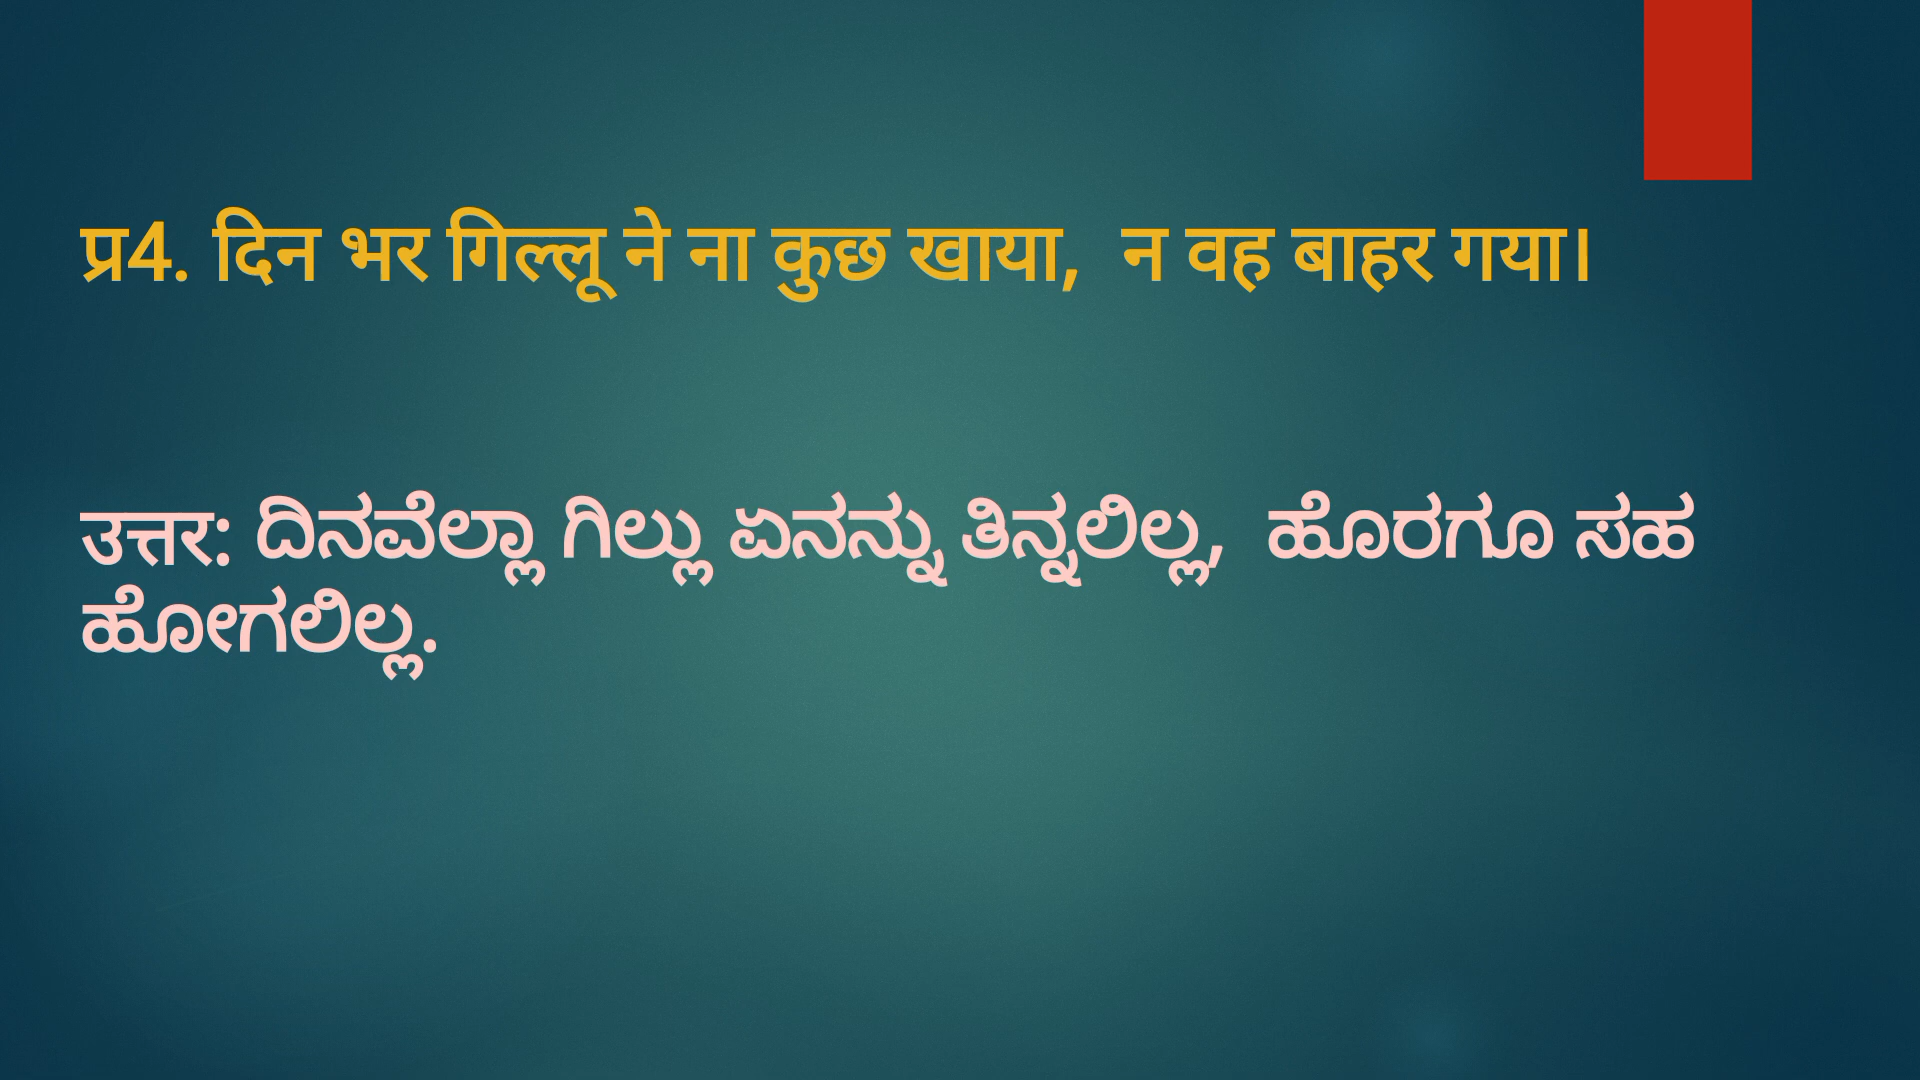 प्र4. दिन भर गिल्लू ने ना कुछ खाया,  न वह बाहर गया।
उत्तर: ದಿನವೆಲ್ಲಾ ಗಿಲ್ಲು ಏನನ್ನು ತಿನ್ನಲಿಲ್ಲ,  ಹೊರಗೂ ಸಹ
ಹೋಗಲಿಲ್ಲ.